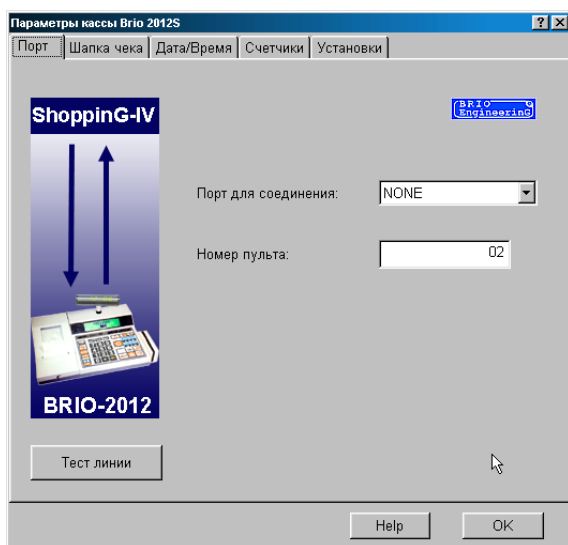 Параметры кассы Brio 2012S
Порт Шапка чека Дата/Время Счетчики Установки
ShoppinG-IV
BRIO
EngineerinG
Порт для соединения: NONE
Номер пульта: 02
BRIO-2012
Тест линии
Help OK